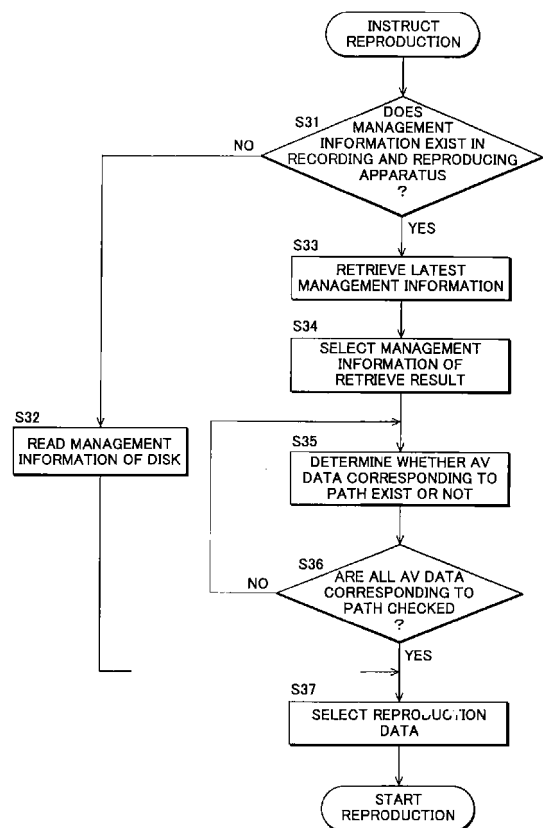 INSTRUCT
REPRODUCTION
S31
DOES
MANAGEMENT
INFORMATION EXIST IN
RECORDING AND REPRODUCING
APPARATUS
?
NO
YES
S33
RETRIEVE LATEST
MANAGEMENT INFORMATION
S34
SELECT MANAGEMENT
INFORMATION OF
RETRIEVE RESULT
S32
READ MANAGEMENT
INFORMATION OF DISK
S35
DETERMINE WHETHER AV
DATA CORRESPONDING TO
PATH EXIST OR NOT
S36
ARE ALL AV DATA
CORRESPONDING TO
PATH CHECKED
?
NO
YES
S37
SELECT REPRODUCTION
DATA
START
REPRODUCTION